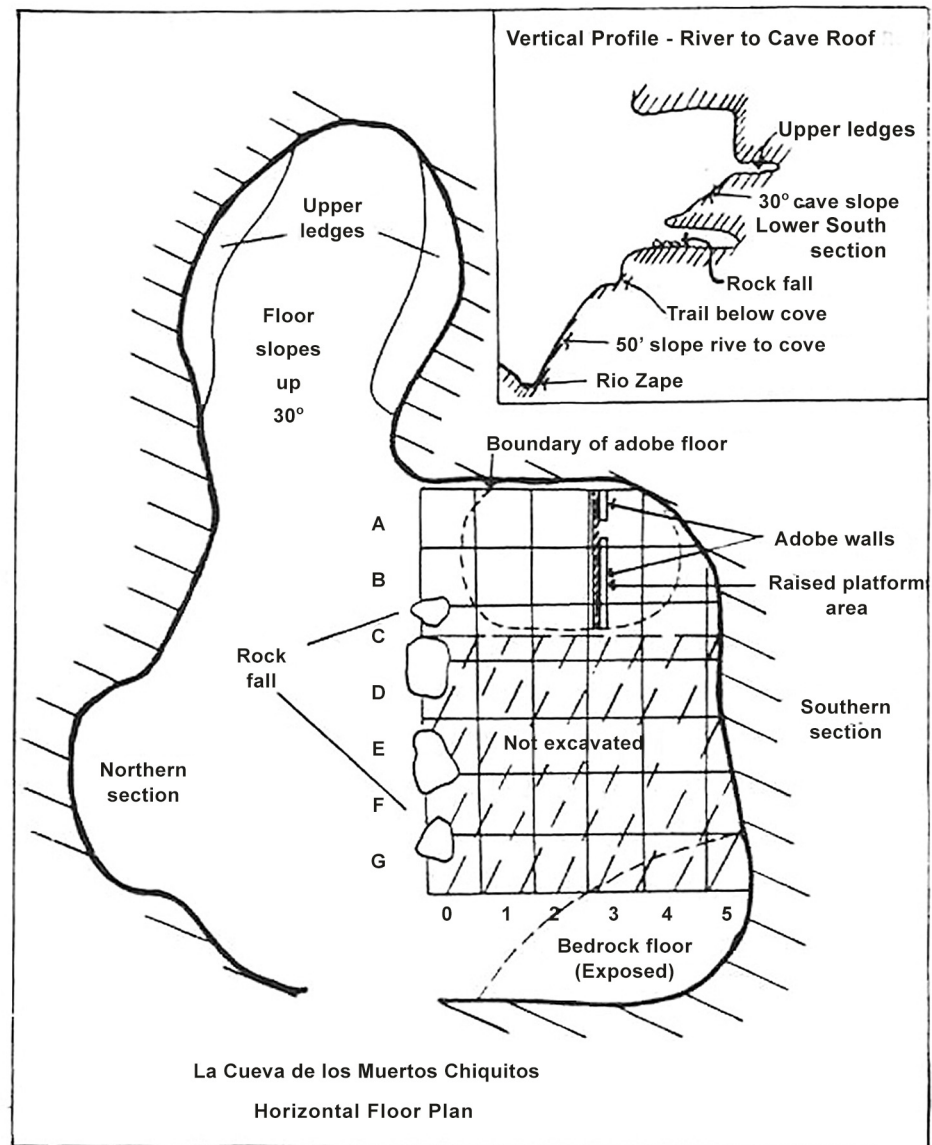 Vertical Profile - River to Cave Roof
Upper ledges
30° cave slope
Lower South
section
Rock fall
Trail below cove
50' slope rive to cove
Rio Zape
Upper
ledges
Floor
slopes
up
30°
Boundary of adobe floor
A
B
C
D
E
F
G
Adobe walls
Raised platform
area
Rock
fall
Southern
section
Not excavated
Northern
section
0 1 2 3 4 5
Bedrock floor
(Exposed)
La Cueva de los Muertos Chiquitos
Horizontal Floor Plan